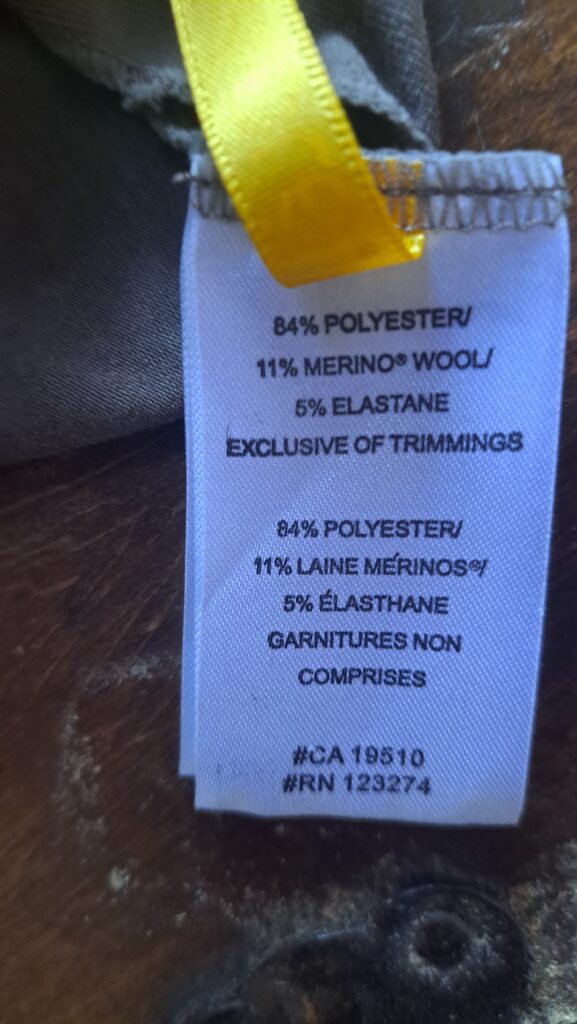 84% POLYESTER/
11% MERINO® WOOL/
5% ELASTANE
EXCLUSIVE OF TRIMMINGS
84% POLYESTER/
11% LAINE MÉRINOS®/
5% ÉLASTHANE
GARNITURES NON
COMPRISES
#CA 19510
#RN 123274